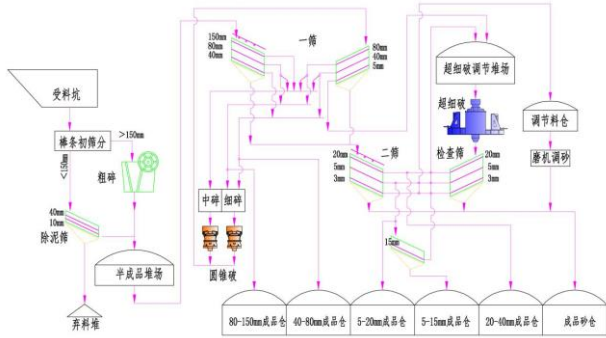 受料坑
棒条初筛分
>150mm
<150mm
粗碎
40mm
10mm
除泥筛
弃料堆
半成品堆场
一筛
150mm
80mm
40mm
80mm
40mm
5mm
中碎
细碎
圆锥破
二筛
20mm
5mm
3mm
检查筛
20mm
5mm
3mm
15mm
超细破调节堆场
超细破
调节料仓
磨机调砂
80-150mm成品仓
40-80mm成品仓
5-20mm成品仓
5-15mm成品仓
20-40mm成品仓
成品砂仓